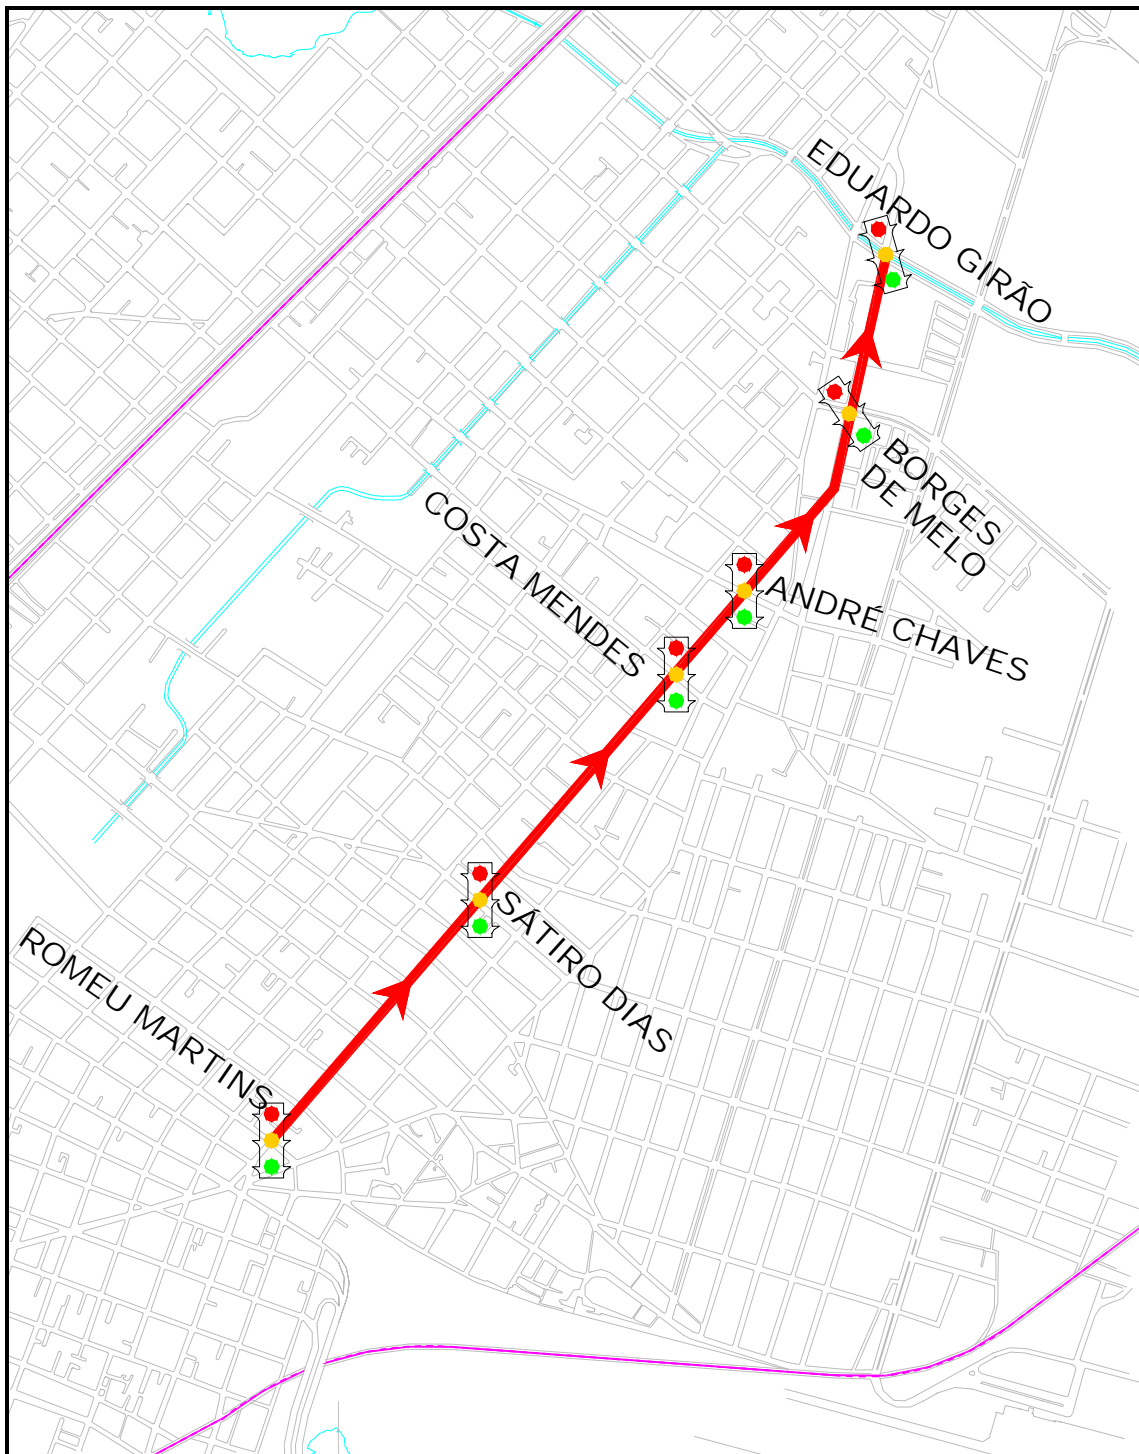 EDUARDO GIRÃO
BORGES
DE MELO
COSTA MENDES
ANDRÉ CHAVES
SÁTIRO DIAS
ROMEU MARTINS